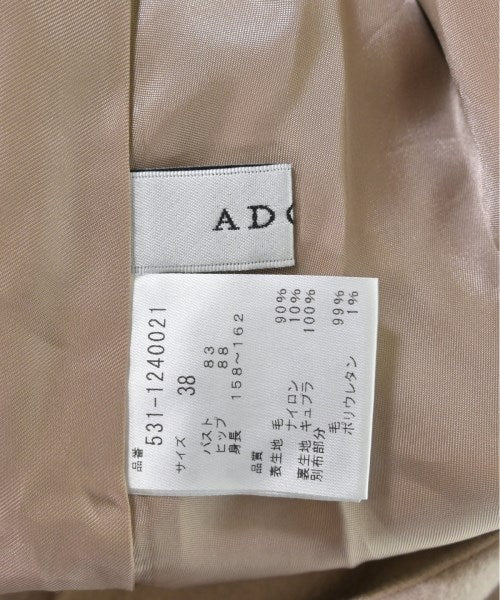 ADO
品番
531-1240021
サイズ
38
バスト 83
ヒップ 88
身長 158～162
品質
表生地 毛 90%
ナイロン 10%
裏生地 キュプラ 100%
別布部分
毛 99%
ポリウレタン 1%